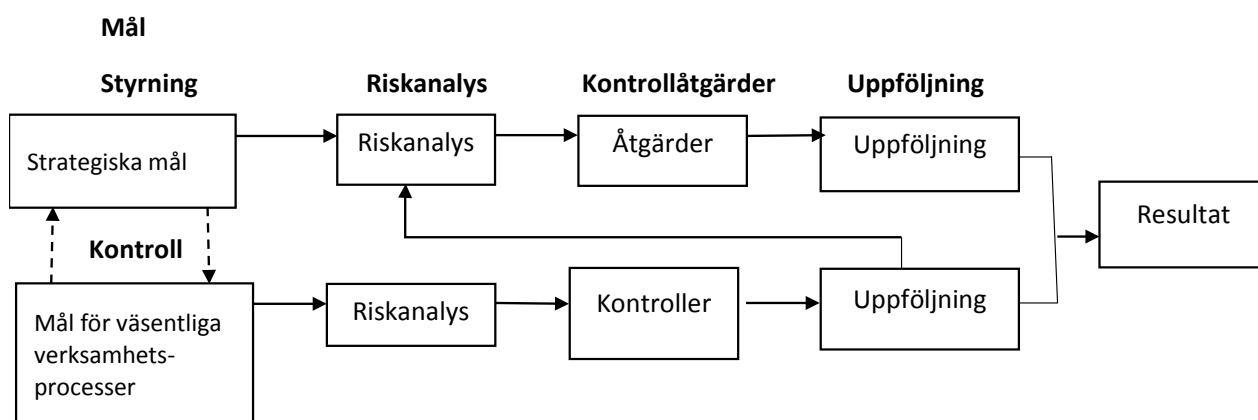 Mål
Styrning
Riskanalys
Kontrollåtgärder
Uppföljning
Strategiska mål
Riskanalys
Åtgärder
Uppföljning
Resultat
Kontroll
Mål för väsentliga
verksamhets-
processer
Riskanalys
Kontroller
Uppföljning